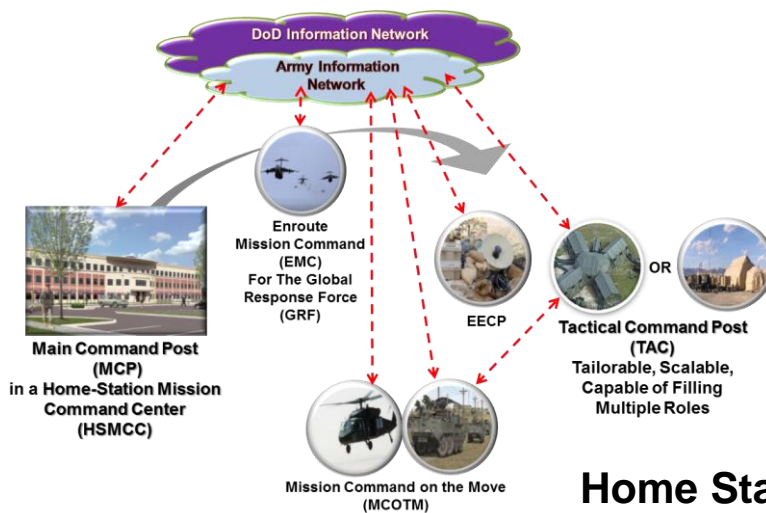 DoD Information Network
Army Information
Network
Enroute
Mission Command
(EMC)
For The Global
Response Force
(GRF)
EECP
OR
Main Command Post
(MCP)
in a Home-Station Mission
Command Center
(HSMCC)
Tactical Command Post
(TAC)
Tailorable, Scalable,
Capable of Filling
Multiple Roles
Mission Command on the Move
(MCOTM)
Home Sta